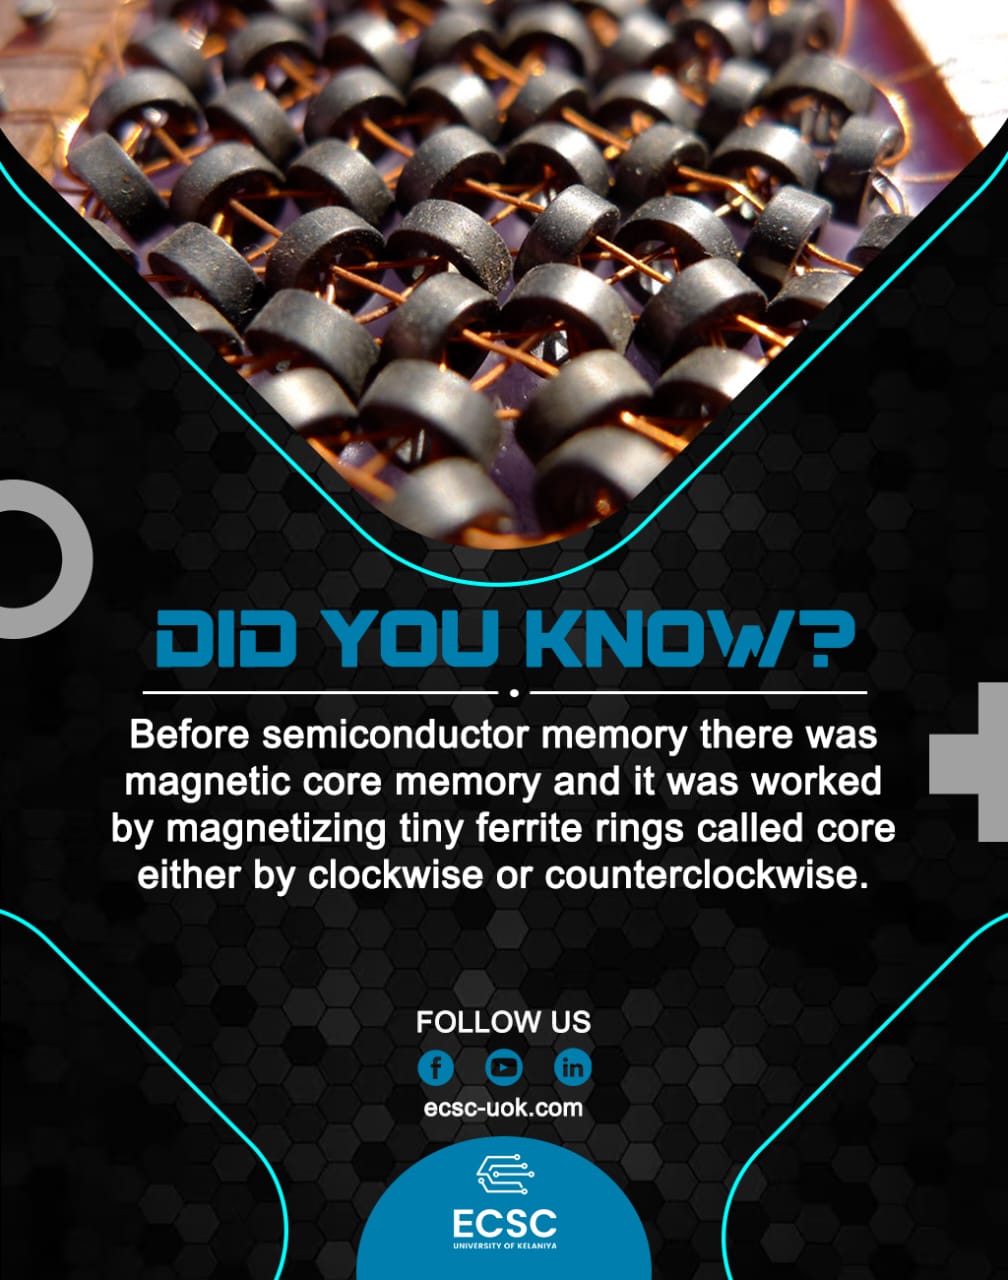 DID YOU KNOW?
Before semiconductor memory there was
magnetic core memory and it was worked
by magnetizing tiny ferrite rings called core
either by clockwise or counterclockwise.
FOLLOW US
ecsc-uok.com
ECSC
UNIVERSITY OF KELANIYA